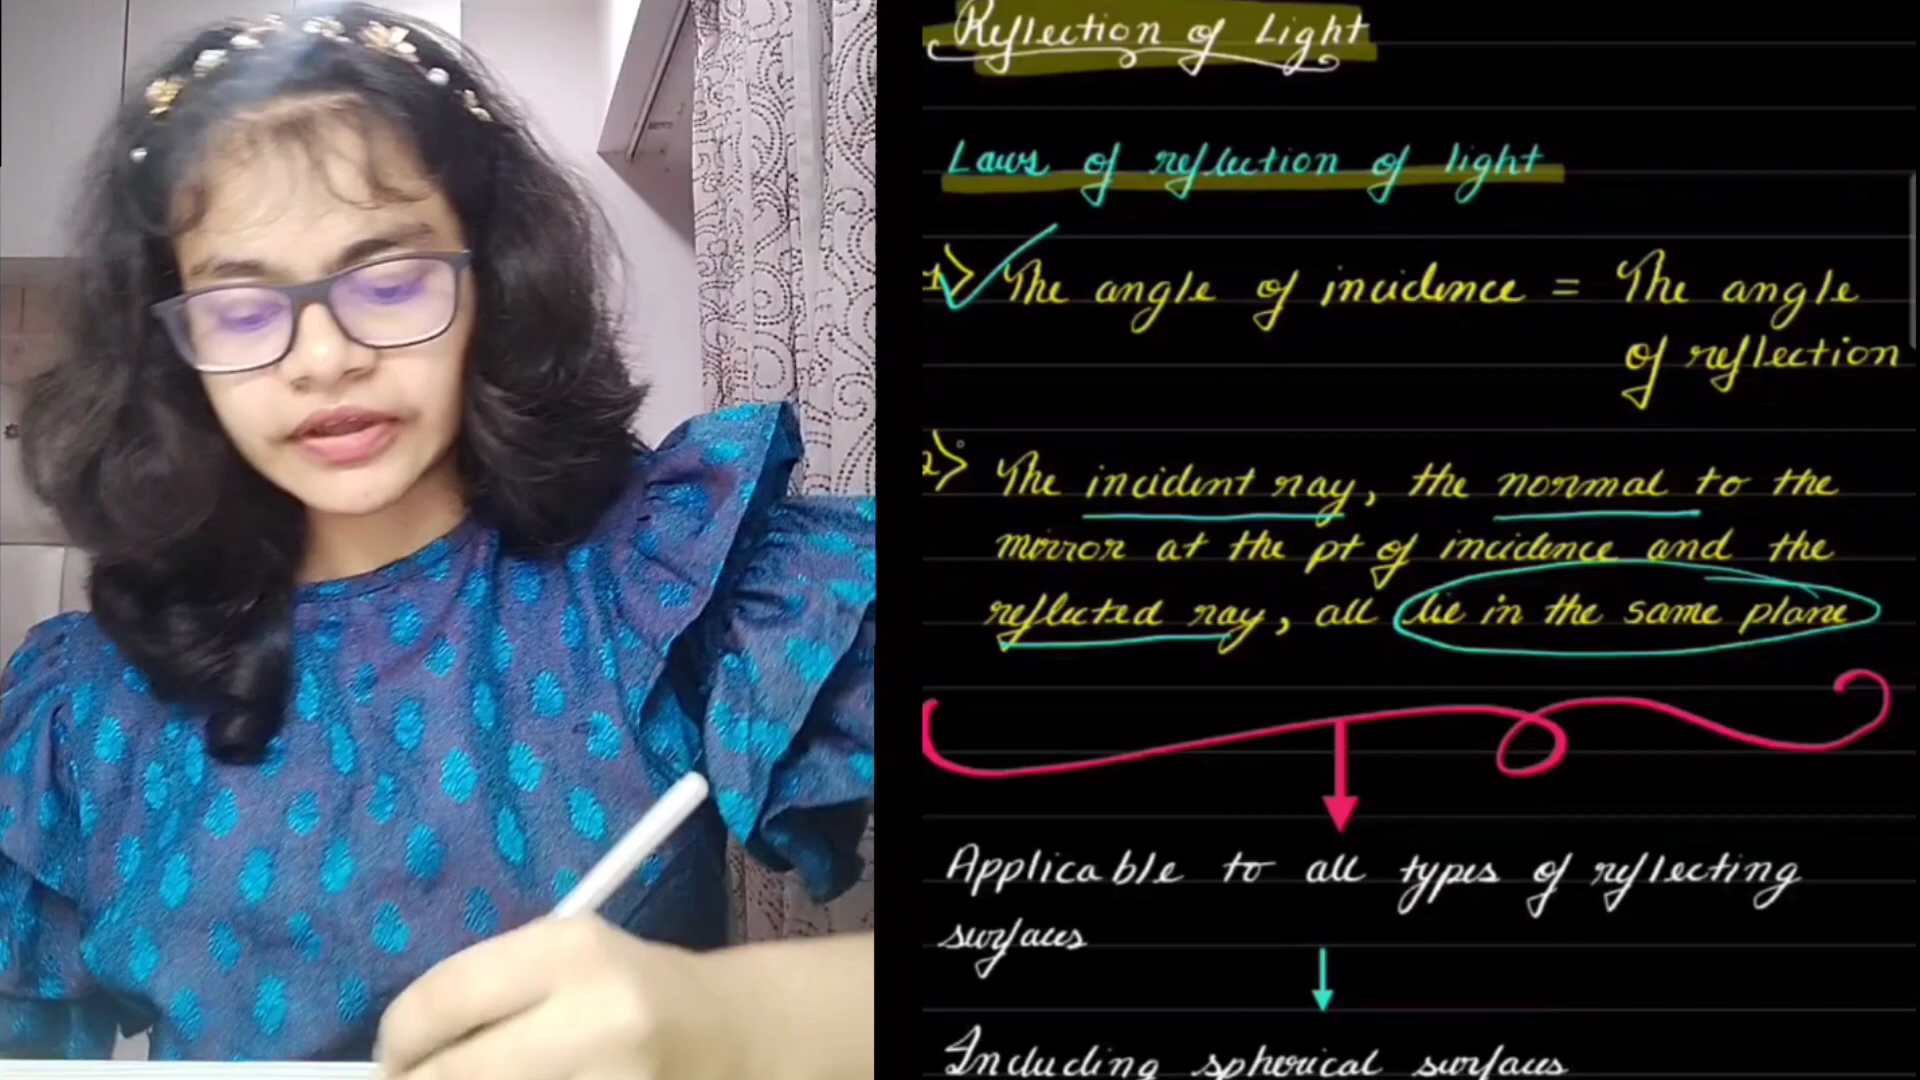 Reflection of Light
Laws of reflection of light
1> The angle of incidence = The angle
of reflection
2> The incident ray, the normal to the
mirror at the pt of incidence and the
reflected ray, all lie in the same plane
Applicable to all types of reflecting
surfaces
Including spherical surfaces